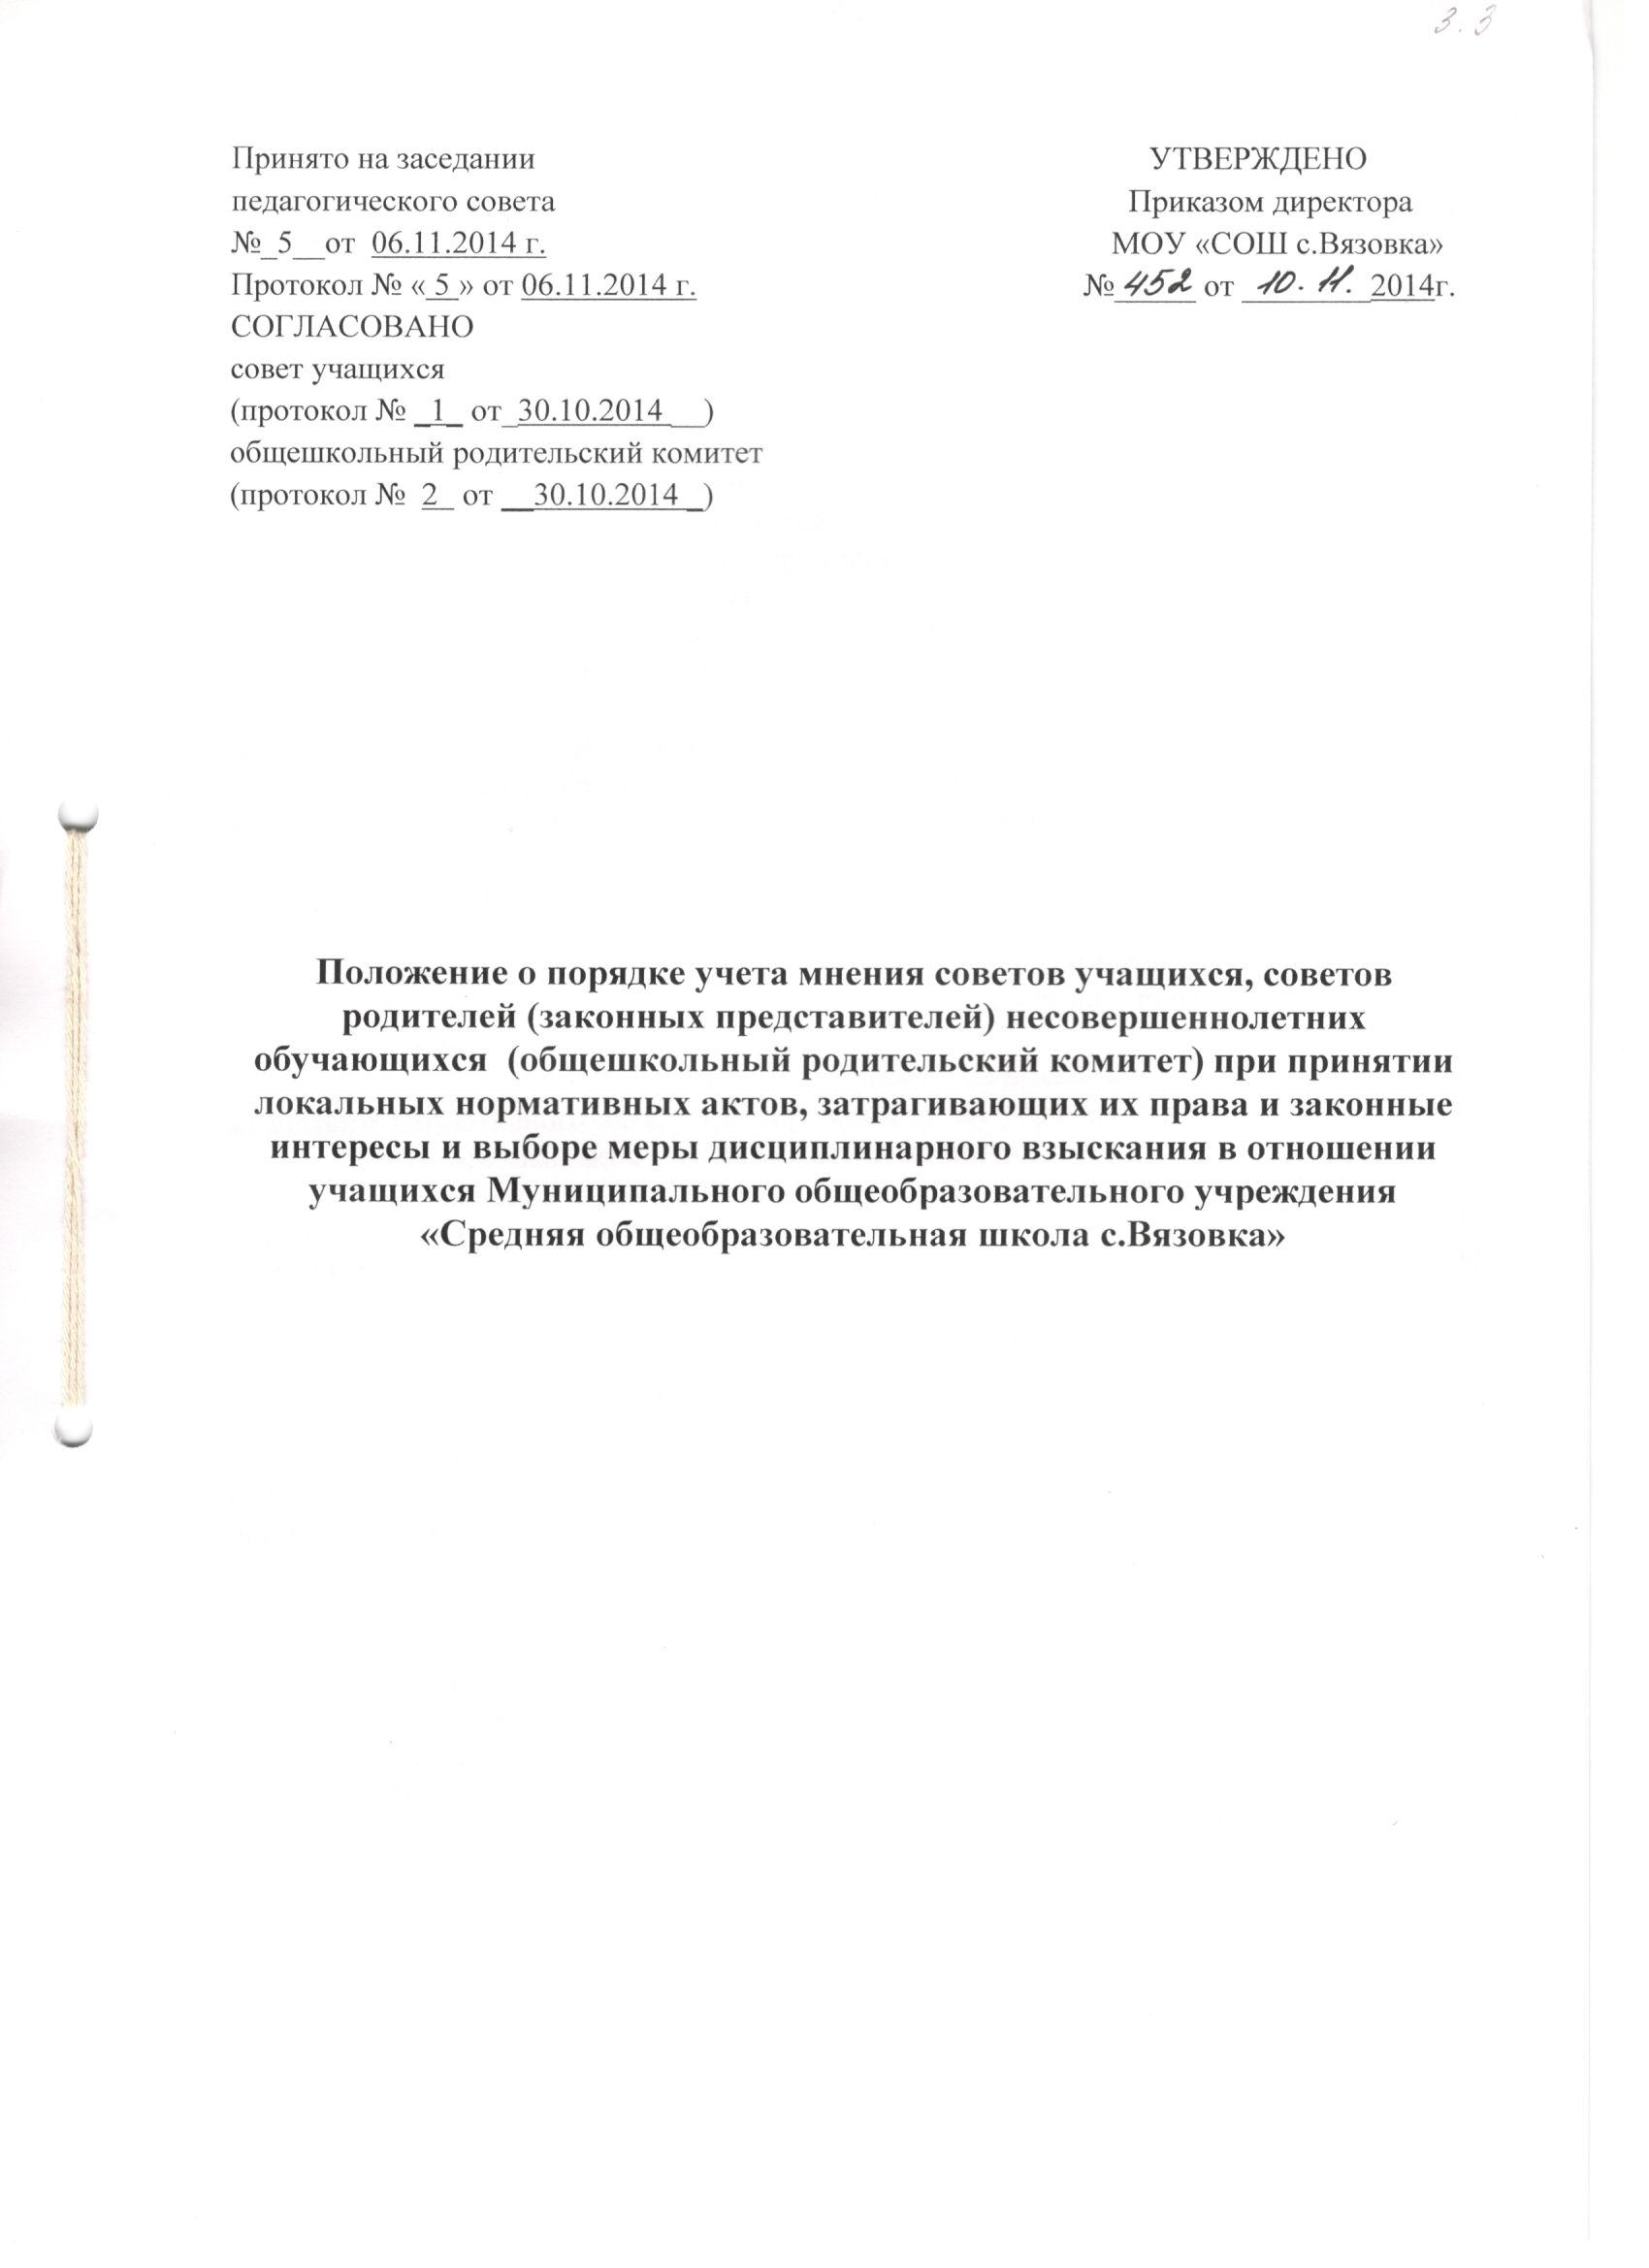 3.3
Принято на заседании
педагогического совета
№_5__от  06.11.2014 г.
Протокол № « 5 » от 06.11.2014 г.
СОГЛАСОВАНО
совет учащихся
(протокол № _1_ от_30.10.2014___)
общешкольный родительский комитет
(протокол №  2_ от __30.10.2014_)
УТВЕРЖДЕНО
Приказом директора
МОУ «СОШ с.Вязовка»
№ 452 от 10.11.2014г.
Положение о порядке учета мнения советов учащихся, советов
родителей (законных представителей) несовершеннолетних
обучающихся  (общешкольный родительский комитет) при принятии
локальных нормативных актов, затрагивающих их права и законные
интересы и выборе меры дисциплинарного взыскания в отношении
учащихся Муниципального общеобразовательного учреждения
«Средняя общеобразовательная школа с.Вязовка»